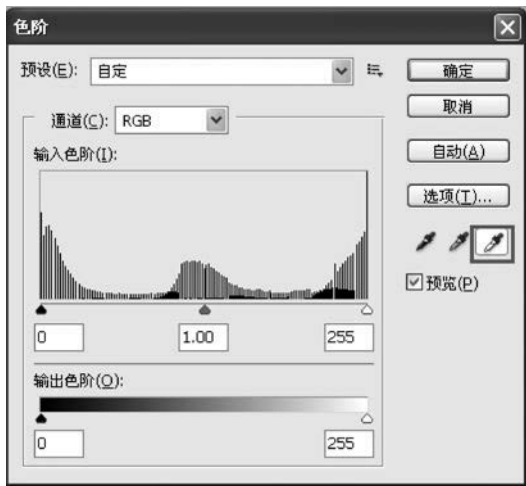 色阶
预设(E): 自定
确定
取消
通道(C): RGB
输入色阶(I):
自动(A)
选项(T)...
预览(P)
0 1.00 255
输出色阶(O):
0 255